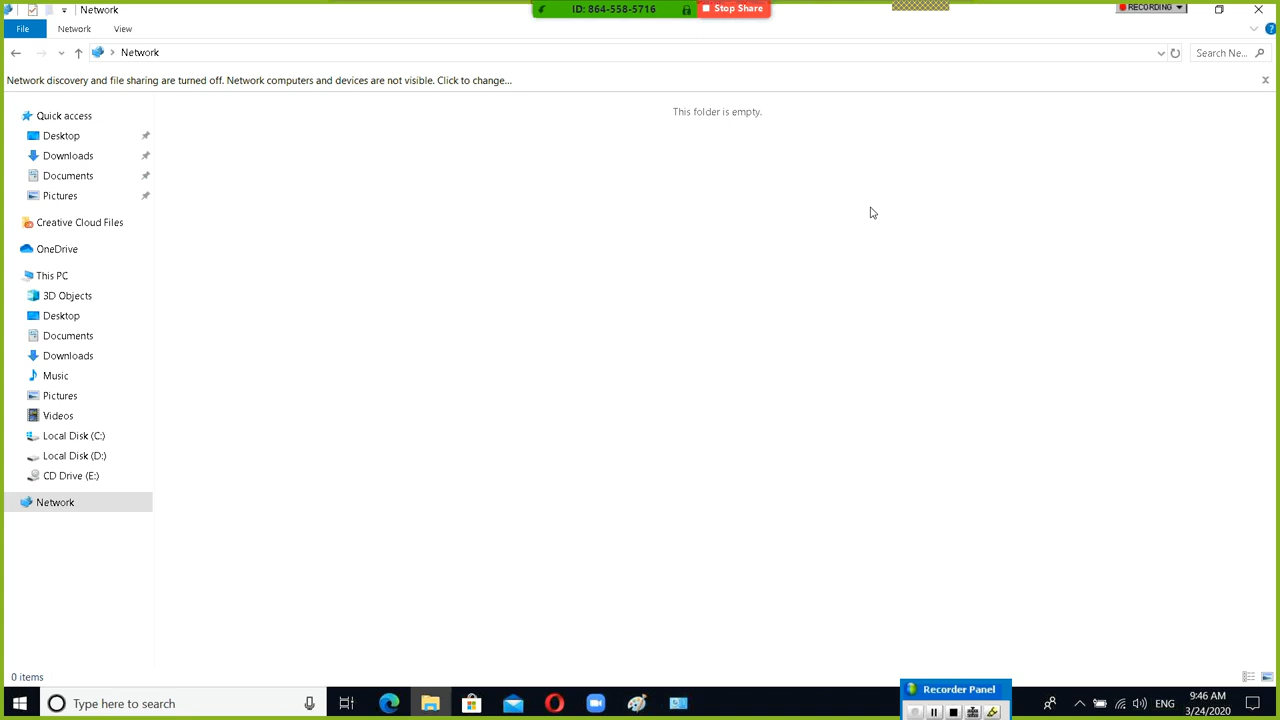 Network
ID: 864-558-5716
Stop Share
RECORDING
File
Network
View
Network
Search Ne...
Network discovery and file sharing are turned off. Network computers and devices are not visible. Click to change...
This folder is empty.
Quick access
Desktop
Downloads
Documents
Pictures
Creative Cloud Files
OneDrive
This PC
3D Objects
Desktop
Documents
Downloads
Music
Pictures
Videos
Local Disk (C:)
Local Disk (D:)
CD Drive (E:)
Network
0 items
Recorder Panel
Type here to search
ENG
9:46 AM
3/24/2020